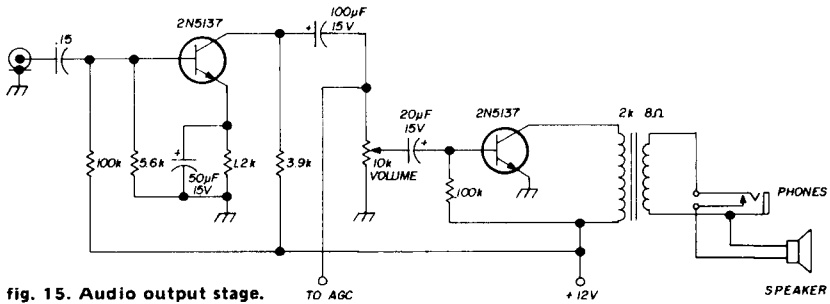 100µF
15V
2N5137
.15
20µF
15V
2N5137
2k 8Ω
100k
5.6k
50µF
15V
1.2k
3.9k
10k
VOLUME
100k
PHONES
SPEAKER
TO AGC
+12V
fig. 15. Audio output stage.